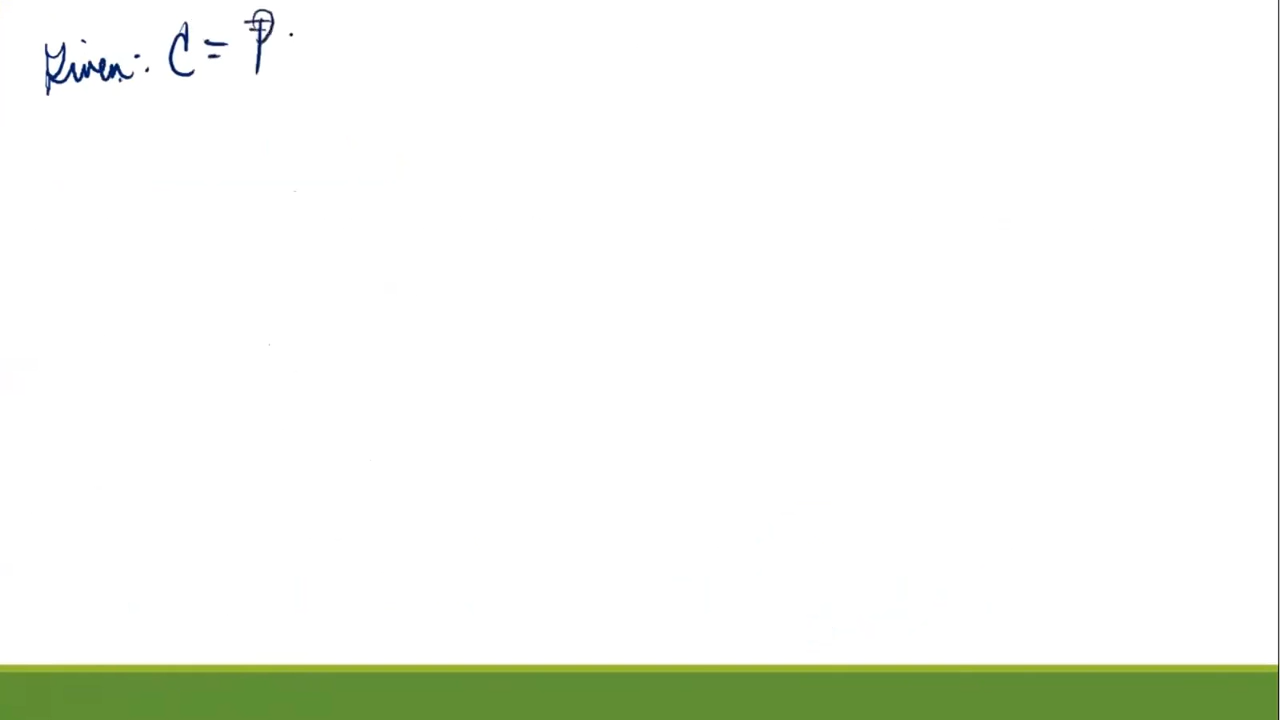 Given:. C = ₱